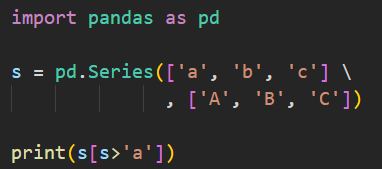 import pandas as pd
s = pd.Series(['a', 'b', 'c'] \
, ['A', 'B', 'C'])
print(s[s>'a'])